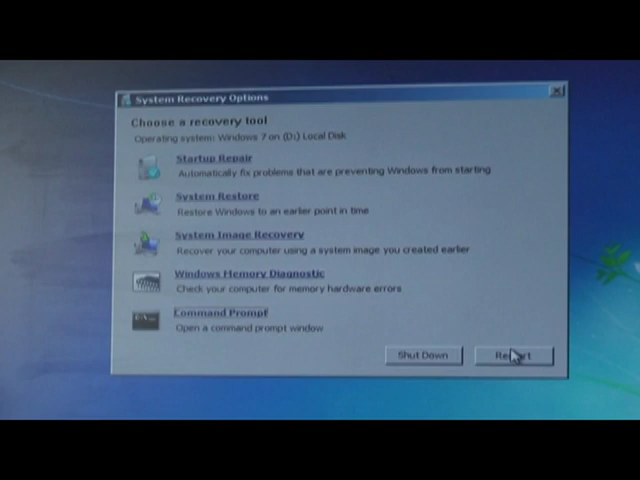 System Recovery Options
Choose a recovery tool
Operating system: Windows 7 on (D:) Local Disk
Startup Repair
Automatically fix problems that are preventing Windows from starting
System Restore
Restore Windows to an earlier point in time
System Image Recovery
Recover your computer using a system image you created earlier
Windows Memory Diagnostic
Check your computer for memory hardware errors
Command Prompt
Open a command prompt window
Shut Down Restart